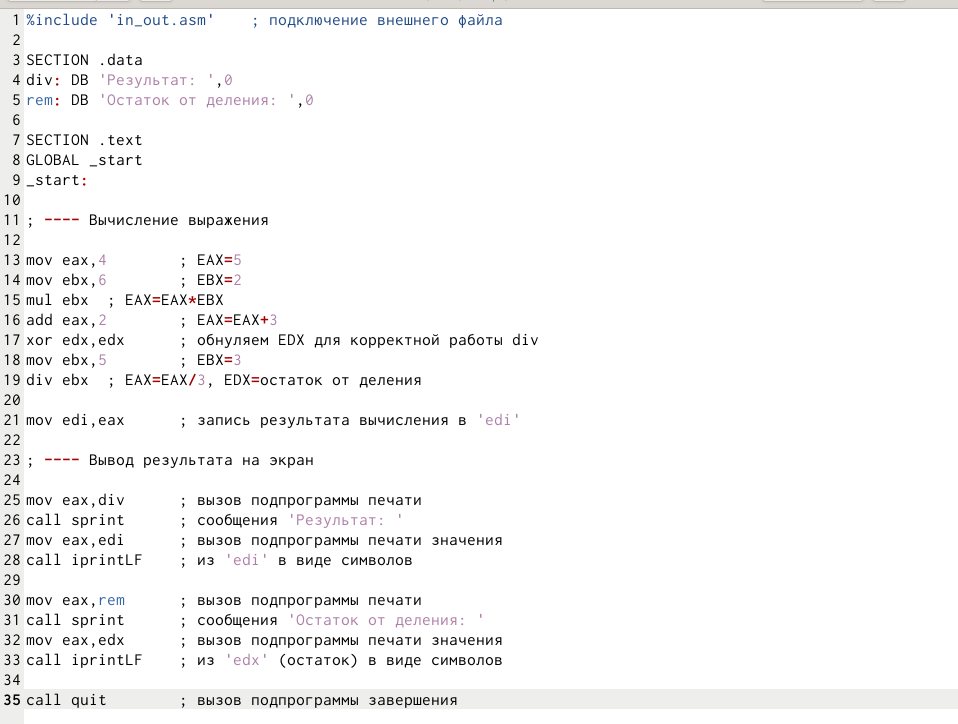 1 %include 'in_out.asm'    ; подключение внешнего файла
2
3 SECTION .data
4 div: DB 'Результат: ',0
5 rem: DB 'Остаток от деления: ',0
6
7 SECTION .text
8 GLOBAL _start
9 _start:
10
11 ; ---- Вычисление выражения
12
13 mov eax,4        ; EAX=5
14 mov ebx,6        ; EBX=2
15 mul ebx  ; EAX=EAX*EBX
16 add eax,2        ; EAX=EAX+3
17 xor edx,edx      ; обнуляем EDX для корректной работы div
18 mov ebx,5        ; EBX=3
19 div ebx  ; EAX=EAX/3, EDX=остаток от деления
20
21 mov edi,eax      ; запись результата вычисления в 'edi'
22
23 ; ---- Вывод результата на экран
24
25 mov eax,div      ; вызов подпрограммы печати
26 call sprint      ; сообщения 'Результат: '
27 mov eax,edi      ; вызов подпрограммы печати значения
28 call iprintLF    ; из 'edi' в виде символов
29
30 mov eax,rem      ; вызов подпрограммы печати
31 call sprint      ; сообщения 'Остаток от деления: '
32 mov eax,edx      ; вызов подпрограммы печати значения
33 call iprintLF    ; из 'edx' (остаток) в виде символов
34
35 call quit        ; вызов подпрограммы завершения